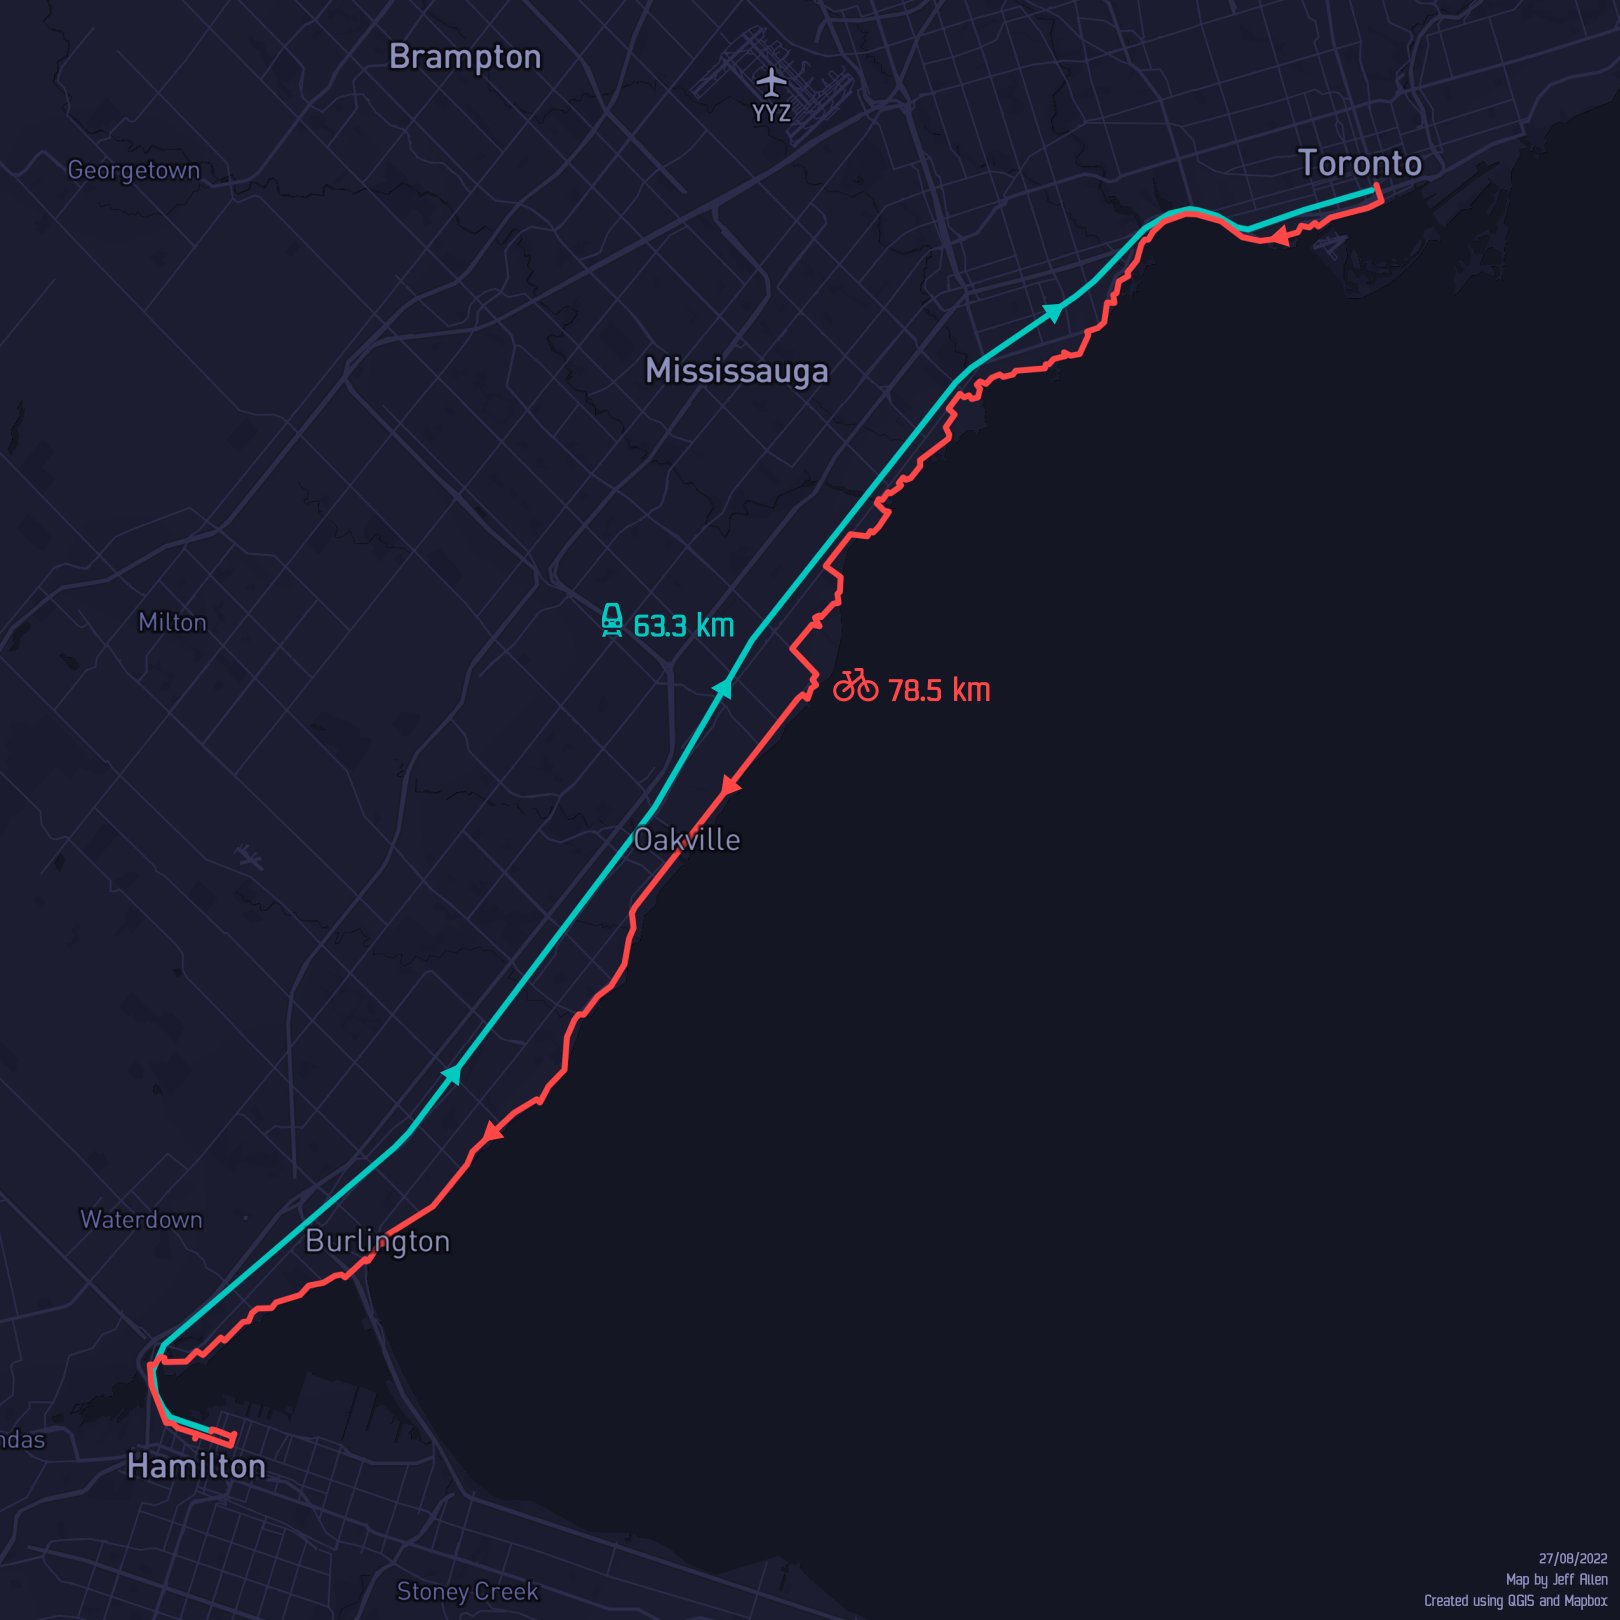 Brampton
YYZ
Toronto
Georgetown
Mississauga
Milton
63.3 km
78.5 km
Oakville
Waterdown
Burlington
ndas
Hamilton
27/08/2022
Map by Jeff Allen
Stoney Creek
Created using QGIS and Mapbox